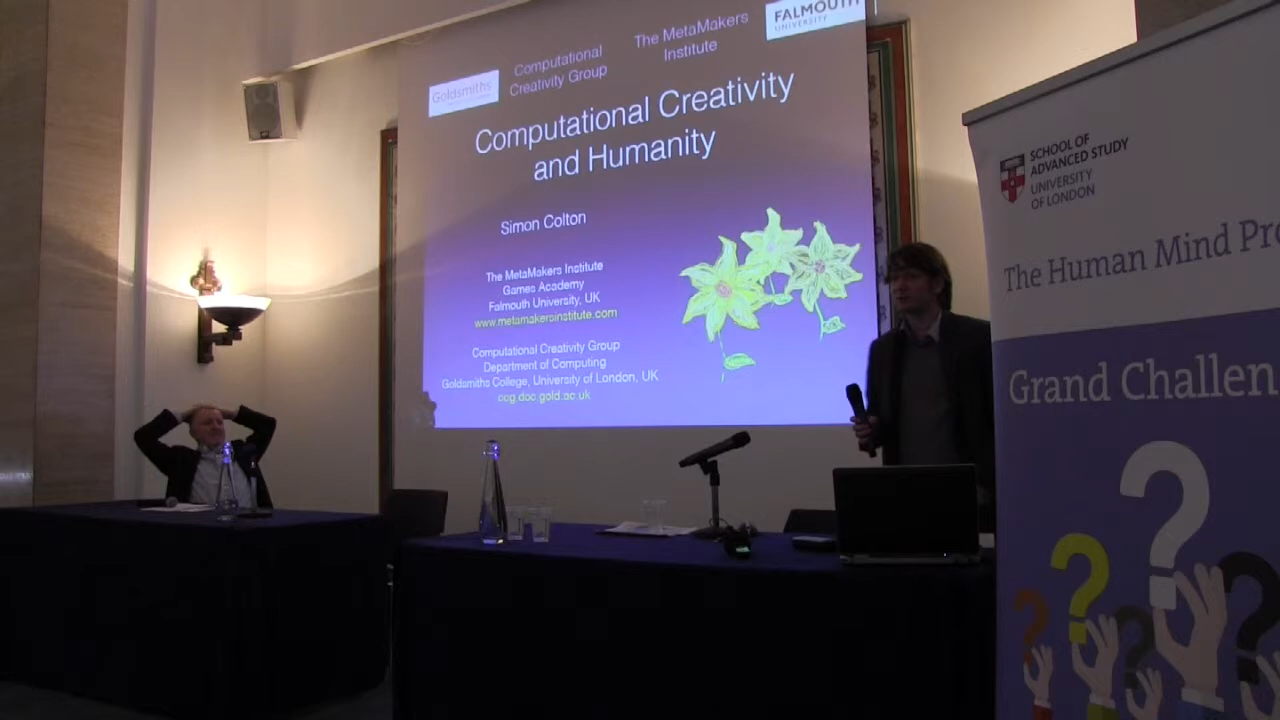 Goldsmiths
Computational
Creativity Group
The MetaMakers
Institute
FALMOUTH
UNIVERSITY
Computational Creativity
and Humanity
Simon Colton
The MetaMakers Institute
Games Academy
Falmouth University, UK
www.metamakersinstitute.com
Computational Creativity Group
Department of Computing
Goldsmiths College, University of London, UK
ccg.doc.gold.ac.uk
SCHOOL OF
ADVANCED STUDY
UNIVERSITY
OF LONDON
The Human Mind Pro
Grand Challen
? ? ? ? ?